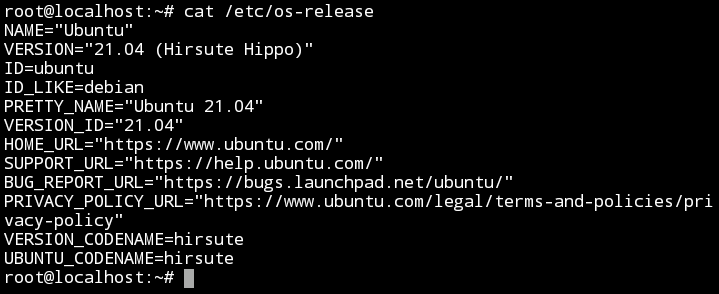 root@localhost:~# cat /etc/os-release
NAME="Ubuntu"
VERSION="21.04 (Hirsute Hippo)"
ID=ubuntu
ID_LIKE=debian
PRETTY_NAME="Ubuntu 21.04"
VERSION_ID="21.04"
HOME_URL="https://www.ubuntu.com/"
SUPPORT_URL="https://help.ubuntu.com/"
BUG_REPORT_URL="https://bugs.launchpad.net/ubuntu/"
PRIVACY_POLICY_URL="https://www.ubuntu.com/legal/terms-and-policies/pri
vacy-policy"
VERSION_CODENAME=hirsute
UBUNTU_CODENAME=hirsute
root@localhost:~#